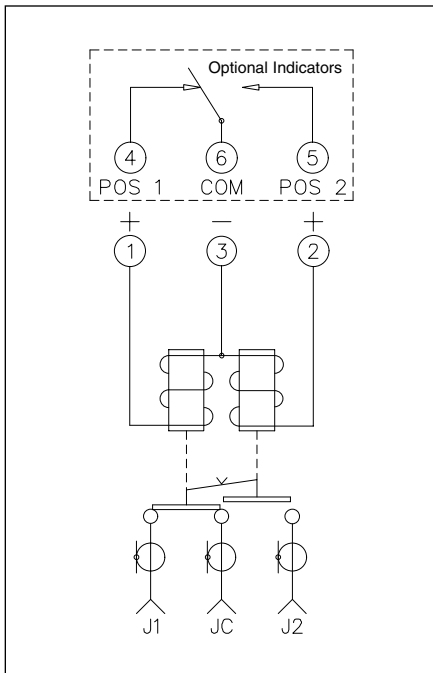 Optional Indicators
4 6 5
POS 1 COM POS 2
+ − +
1 3 2
J1 JC J2